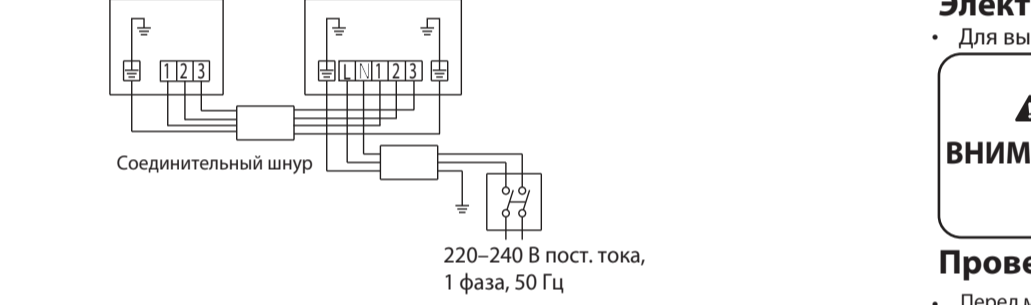 Элект
• Для вы
1 2 3
L N 1 2 3
ВНИМ
Соединительный шнур
220–240 В пост. тока,
1 фаза, 50 Гц
Прове
• Перед м